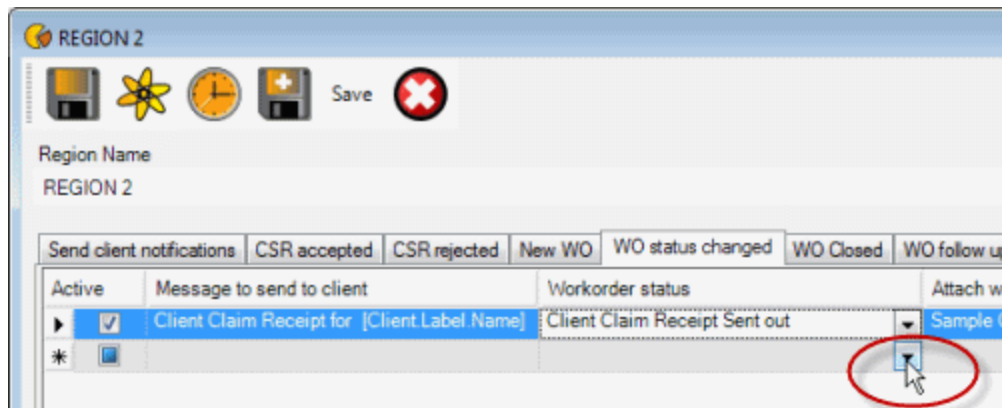 REGION 2
Save
Region Name
REGION 2
Send client notifications CSR accepted CSR rejected New WO WO status changed WO Closed WO follow up
Active Message to send to client Workorder status Attach w
Client Claim Receipt for [Client.Label.Name] Client Claim Receipt Sent out Sample